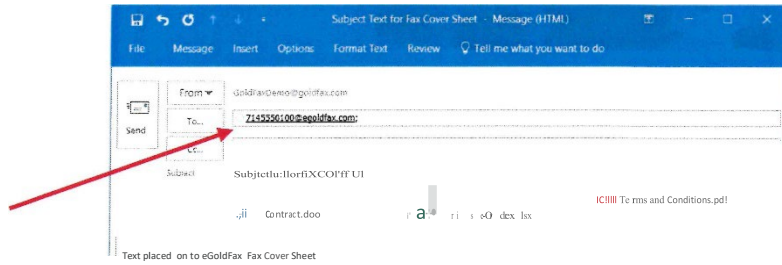 Subject Text for Fax Cover Sheet - Message (HTML)
File Message Insert Options Format Text Review Tell me what you want to do
From GoldFaxDemo@goldfax.com
To... 7145550100@egoldfax.com;
Send
Cc...
Subject
Contract.doo
Te rms and Conditions.pd!
Text placed on to eGoldFax Fax Cover Sheet